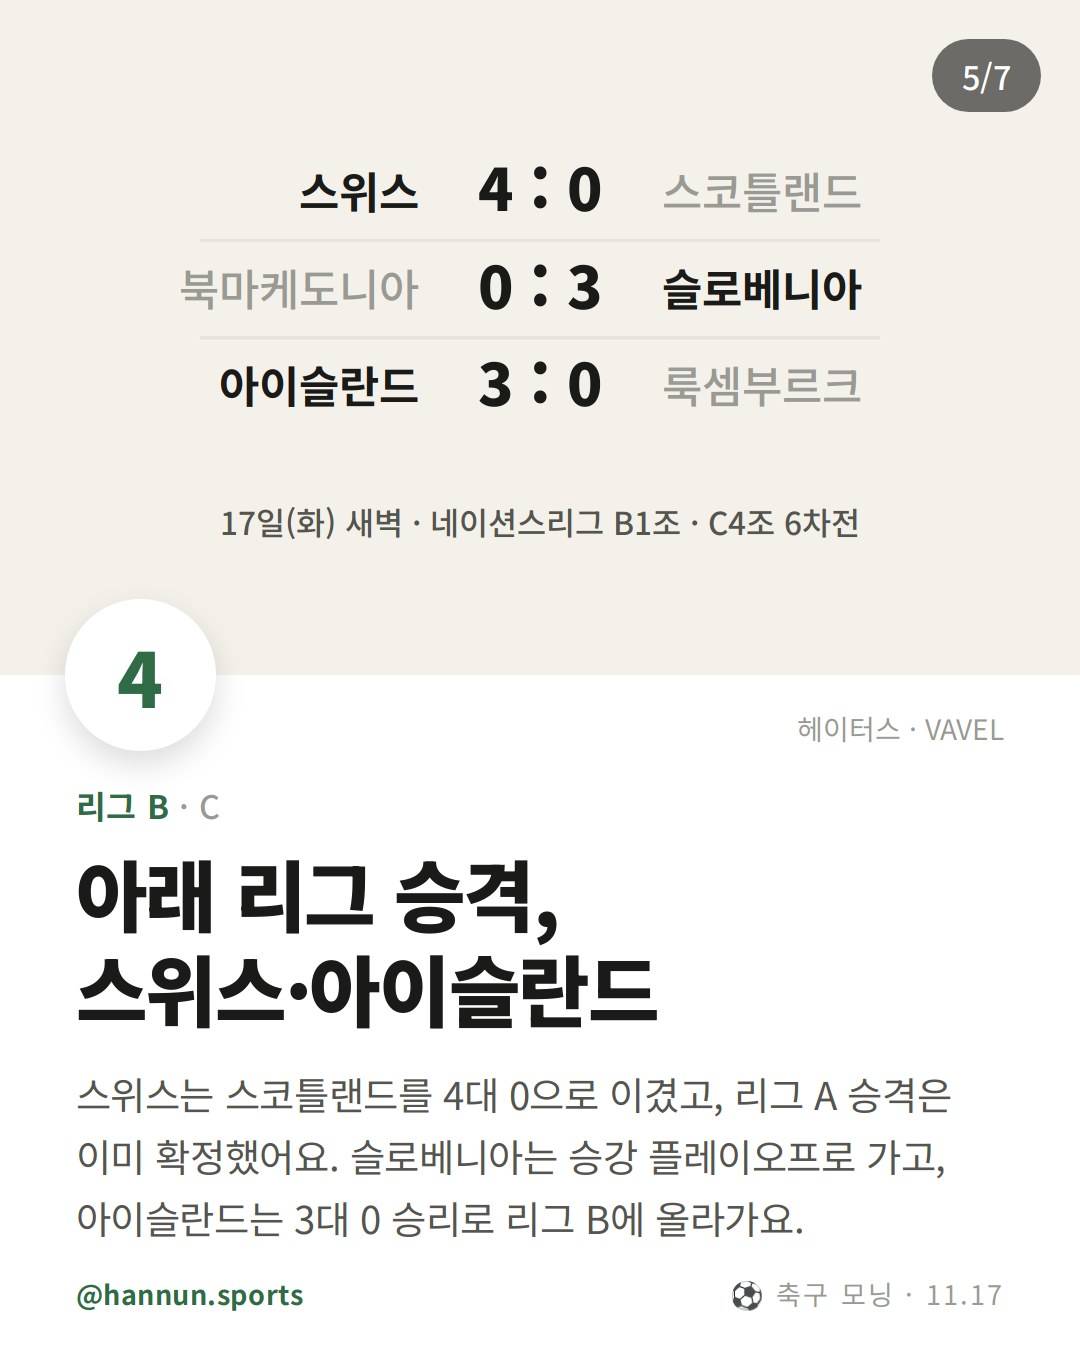 5/7
스위스 4 : 0 스코틀랜드
북마케도니아 0 : 3 슬로베니아
아이슬란드 3 : 0 룩셈부르크
17일(화) 새벽 · 네이션스리그 B1조 · C4조 6차전
4
헤이터스 · VAVEL
리그 B · C
아래 리그 승격,
스위스·아이슬란드
스위스는 스코틀랜드를 4대 0으로 이겼고, 리그 A 승격은
이미 확정했어요. 슬로베니아는 승강 플레이오프로 가고,
아이슬란드는 3대 0 승리로 리그 B에 올라가요.
@hannun.sports
⚽ 축구 모닝 · 11.17